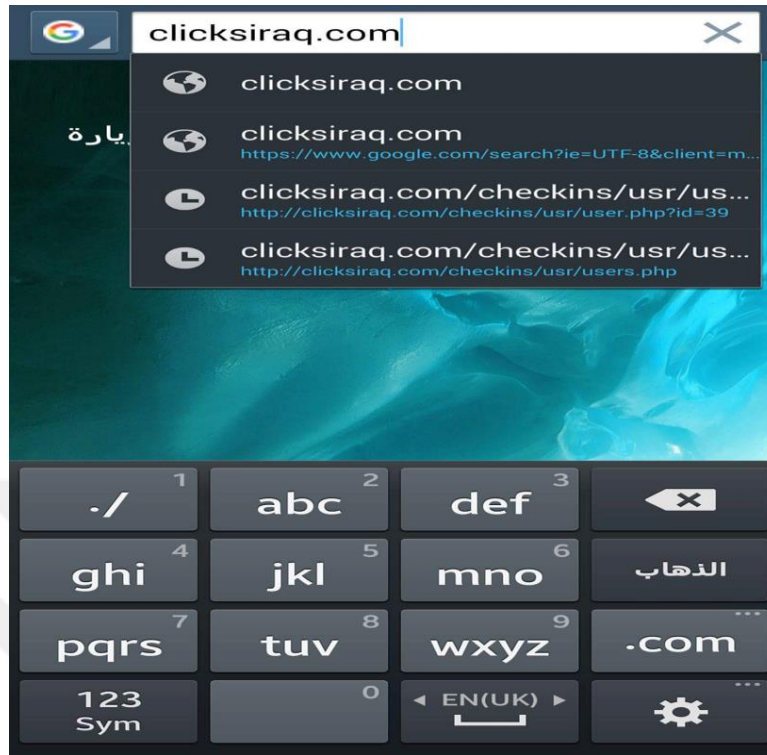 clicksiraq.com
clicksiraq.com
clicksiraq.com
https://www.google.com/search?ie=UTF-8&client=m...
clicksiraq.com/checkins/usr/us...
http://clicksiraq.com/checkins/usr/user.php?id=39
clicksiraq.com/checkins/usr/us...
http://clicksiraq.com/checkins/usr/users.php
./ 1
abc 2
def 3
ghi 4
jkl 5
mno 6
الذهاب
pqrs 7
tuv 8
wxyz 9
.com
123
Sym
0
EN(UK)